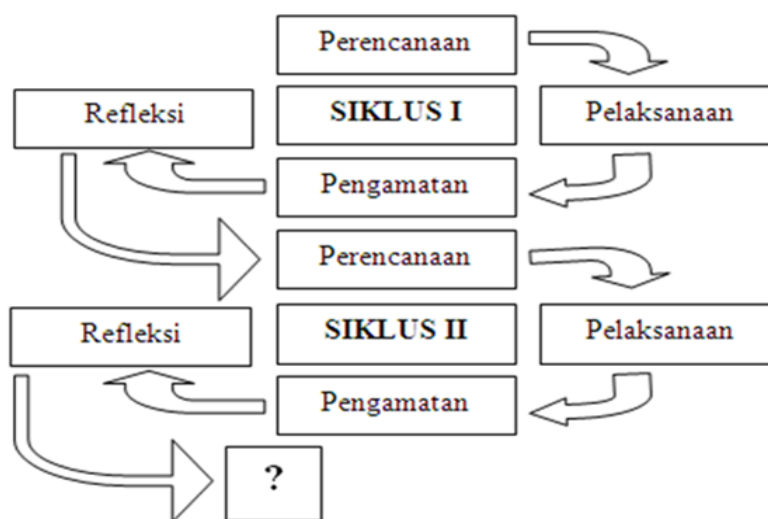 Perencanaan
Refleksi
SIKLUS I
Pelaksanaan
Pengamatan
Perencanaan
Refleksi
SIKLUS II
Pelaksanaan
Pengamatan
?